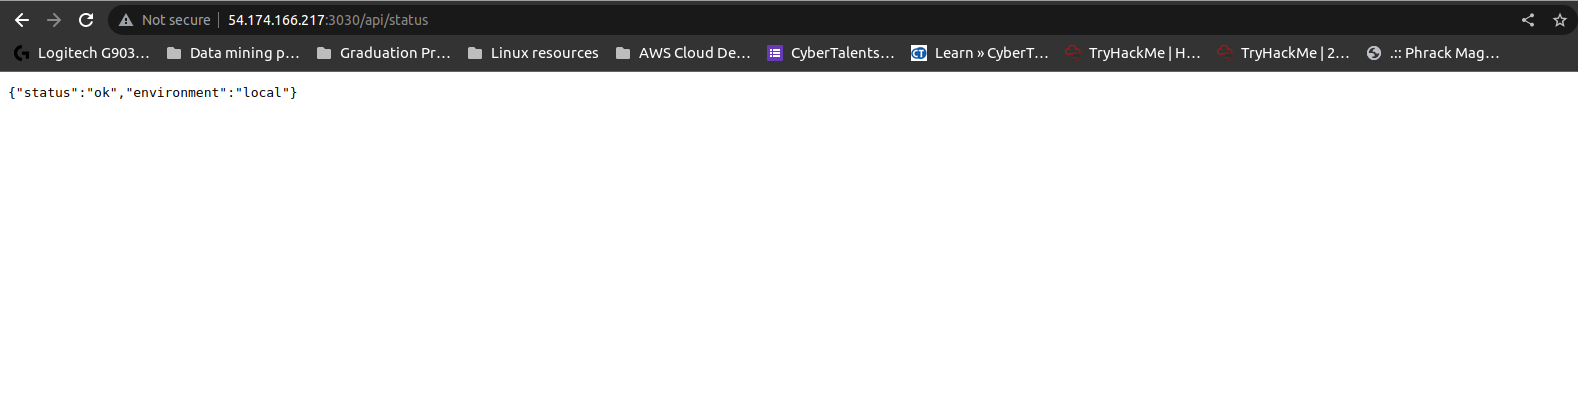 Not secure 54.174.166.217:3030/api/status
Logitech G903... Data mining p... Graduation Pr... Linux resources AWS Cloud De... CyberTalents... CT Learn » CyberT... TryHackMe | H... TryHackMe | 2... .:: Phrack Mag...
{"status":"ok","environment":"local"}